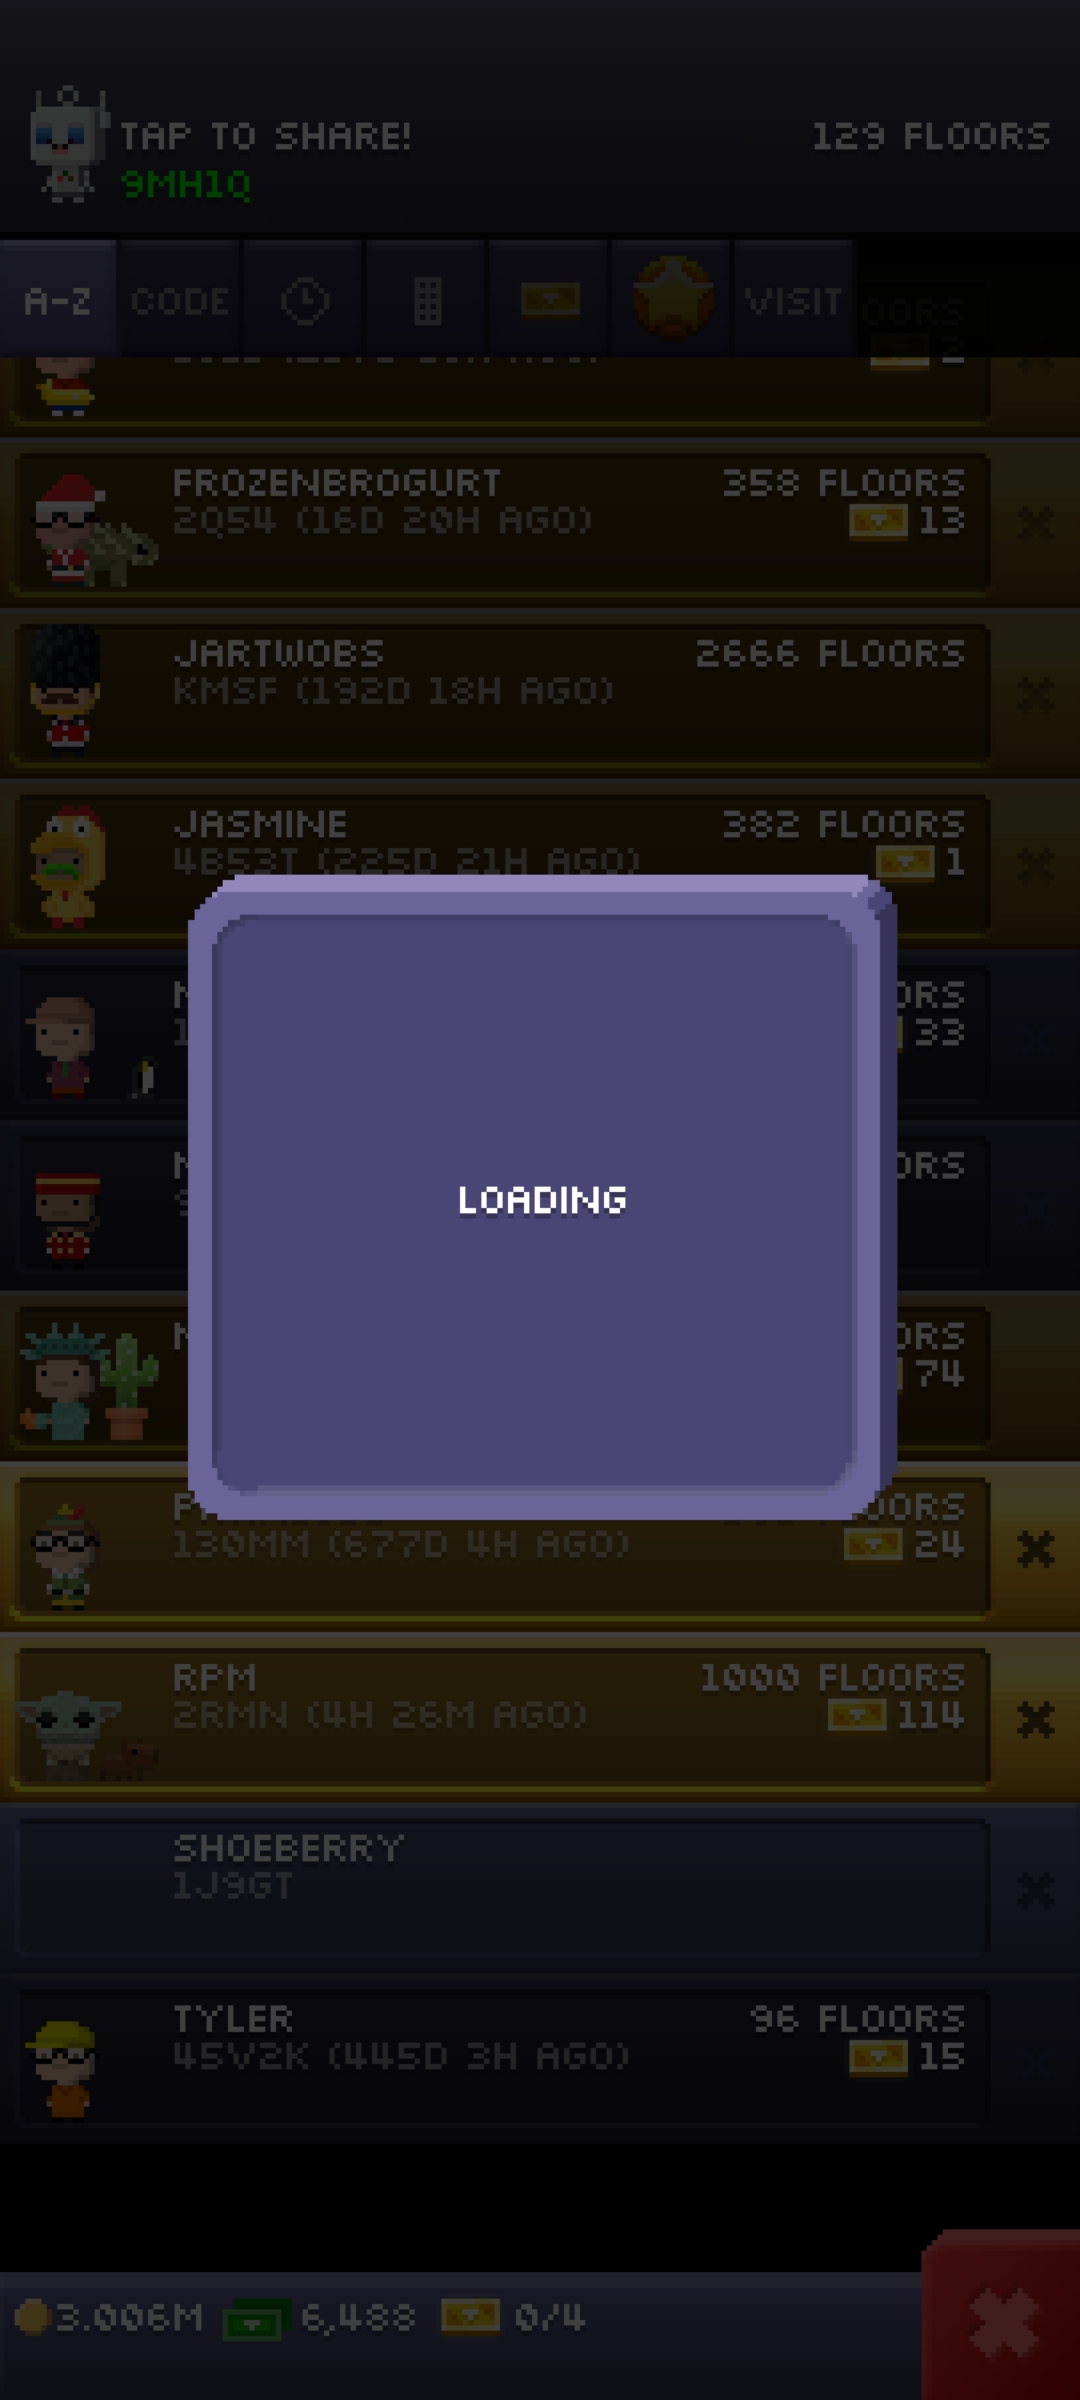 TAP TO SHARE!
129 FLOORS
9MH1Q
A-Z
CODE
VISIT
2
FROZENBROGURT
358 FLOORS
2Q54 (16D 20H AGO)
13
JARTWOBS
2666 FLOORS
KMSF (192D 18H AGO)
JASMINE
382 FLOORS
4B53T (225D 21H AGO)
1
33
LOADING
74
130MM (677D 4H AGO)
24
RPM
1000 FLOORS
2RMN (4H 26M AGO)
114
SHOEBERRY
1J9GT
TYLER
96 FLOORS
45V2K (445D 3H AGO)
15
3.006M
6,488
0/4